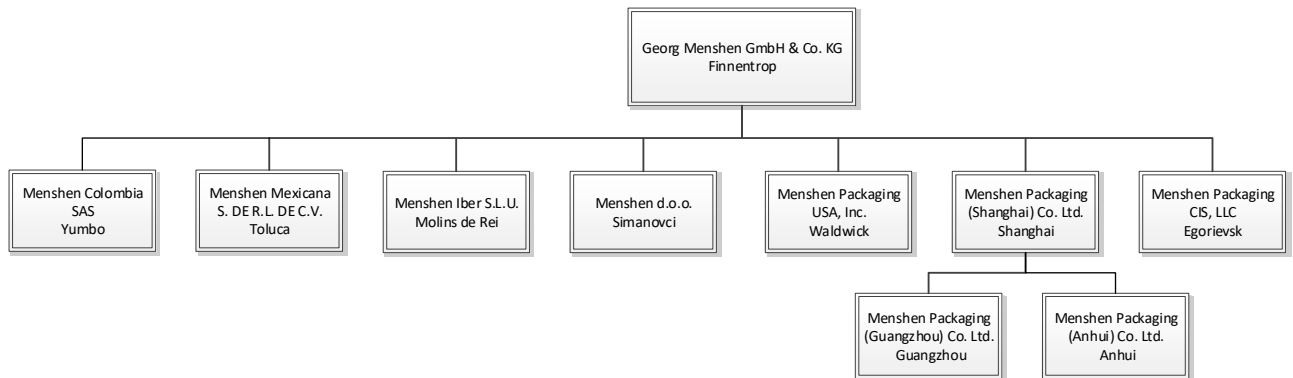 Georg Menshen GmbH & Co. KG
Finnentrop
Menshen Colombia
SAS
Yumbo
Menshen Mexicana
S. DE R.L. DE C.V.
Toluca
Menshen Iber S.L.U.
Molins de Rei
Menshen d.o.o.
Simanovci
Menshen Packaging
USA, Inc.
Waldwick
Menshen Packaging
(Shanghai) Co. Ltd.
Shanghai
Menshen Packaging
CIS, LLC
Egorievsk
Menshen Packaging
(Guangzhou) Co. Ltd.
Guangzhou
Menshen Packaging
(Anhui) Co. Ltd.
Anhui